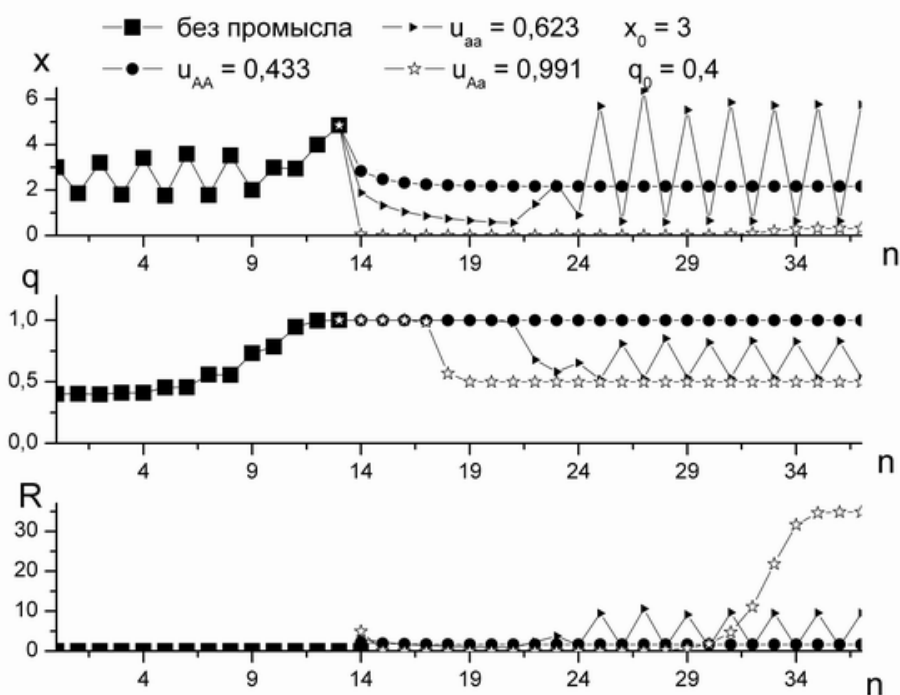 без промысла u_aa = 0,623 x_0 = 3
u_AA = 0,433 u_Aa = 0,991 q_0 = 0,4
x
6
4
2
0
4 9 14 19 24 29 34 n
q
1,0
0,5
0,0
4 9 14 19 24 29 34 n
R
30
20
10
0
4 9 14 19 24 29 34 n